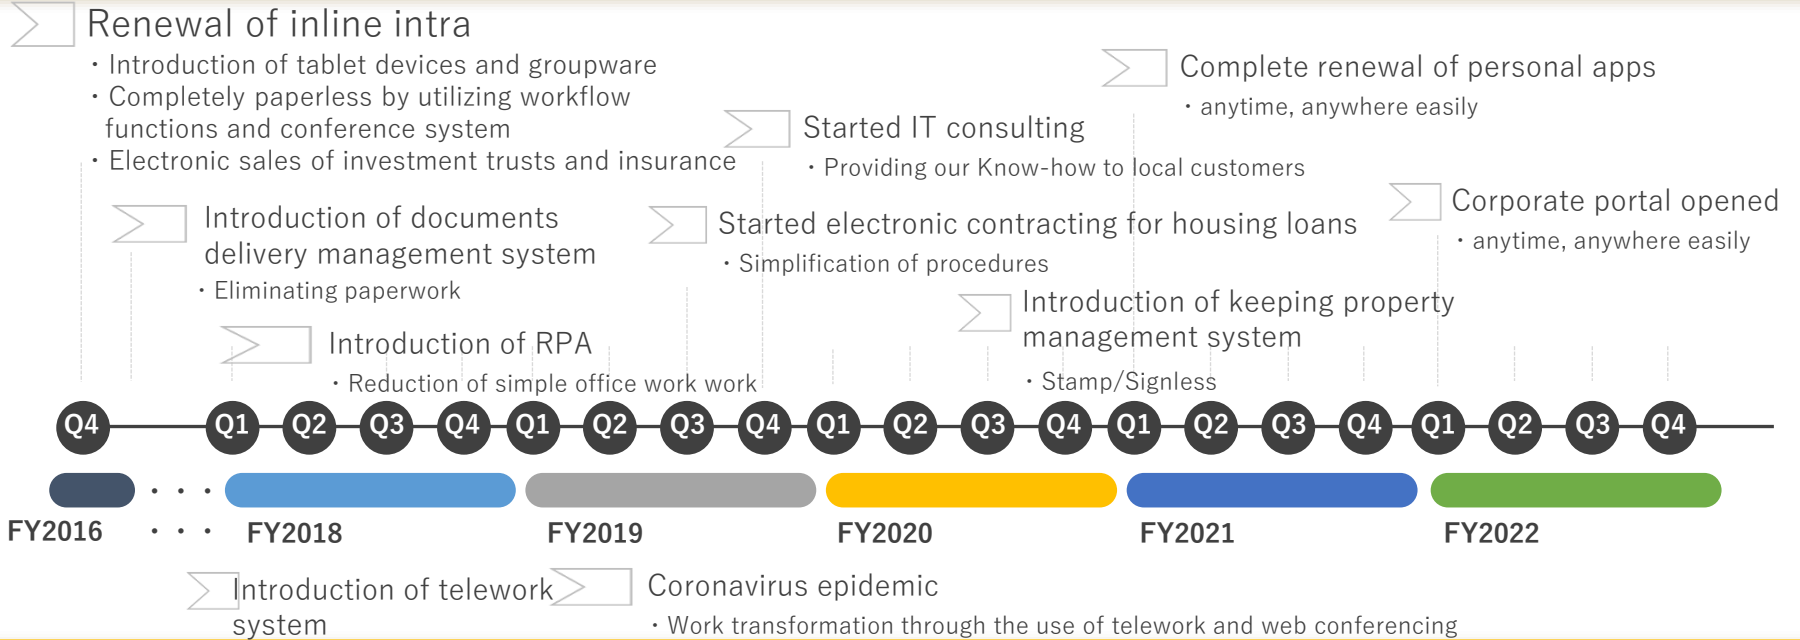 Renewal of inline intra
・Introduction of tablet devices and groupware
・Completely paperless by utilizing workflow
functions and conference system
・Electronic sales of investment trusts and insurance
Complete renewal of personal apps
・anytime, anywhere easily
Started IT consulting
・Providing our Know-how to local customers
Corporate portal opened
・anytime, anywhere easily
Introduction of documents
delivery management system
・Eliminating paperwork
Started electronic contracting for housing loans
・Simplification of procedures
Introduction of keeping property
management system
・Stamp/Signless
Introduction of RPA
・Reduction of simple office work work
Q4 Q1 Q2 Q3 Q4 Q1 Q2 Q3 Q4 Q1 Q2 Q3 Q4 Q1 Q2 Q3 Q4 Q1 Q2 Q3 Q4
・・・
FY2016 ・・・ FY2018 FY2019 FY2020 FY2021 FY2022
Introduction of telework
system
Coronavirus epidemic
・Work transformation through the use of telework and web conferencing